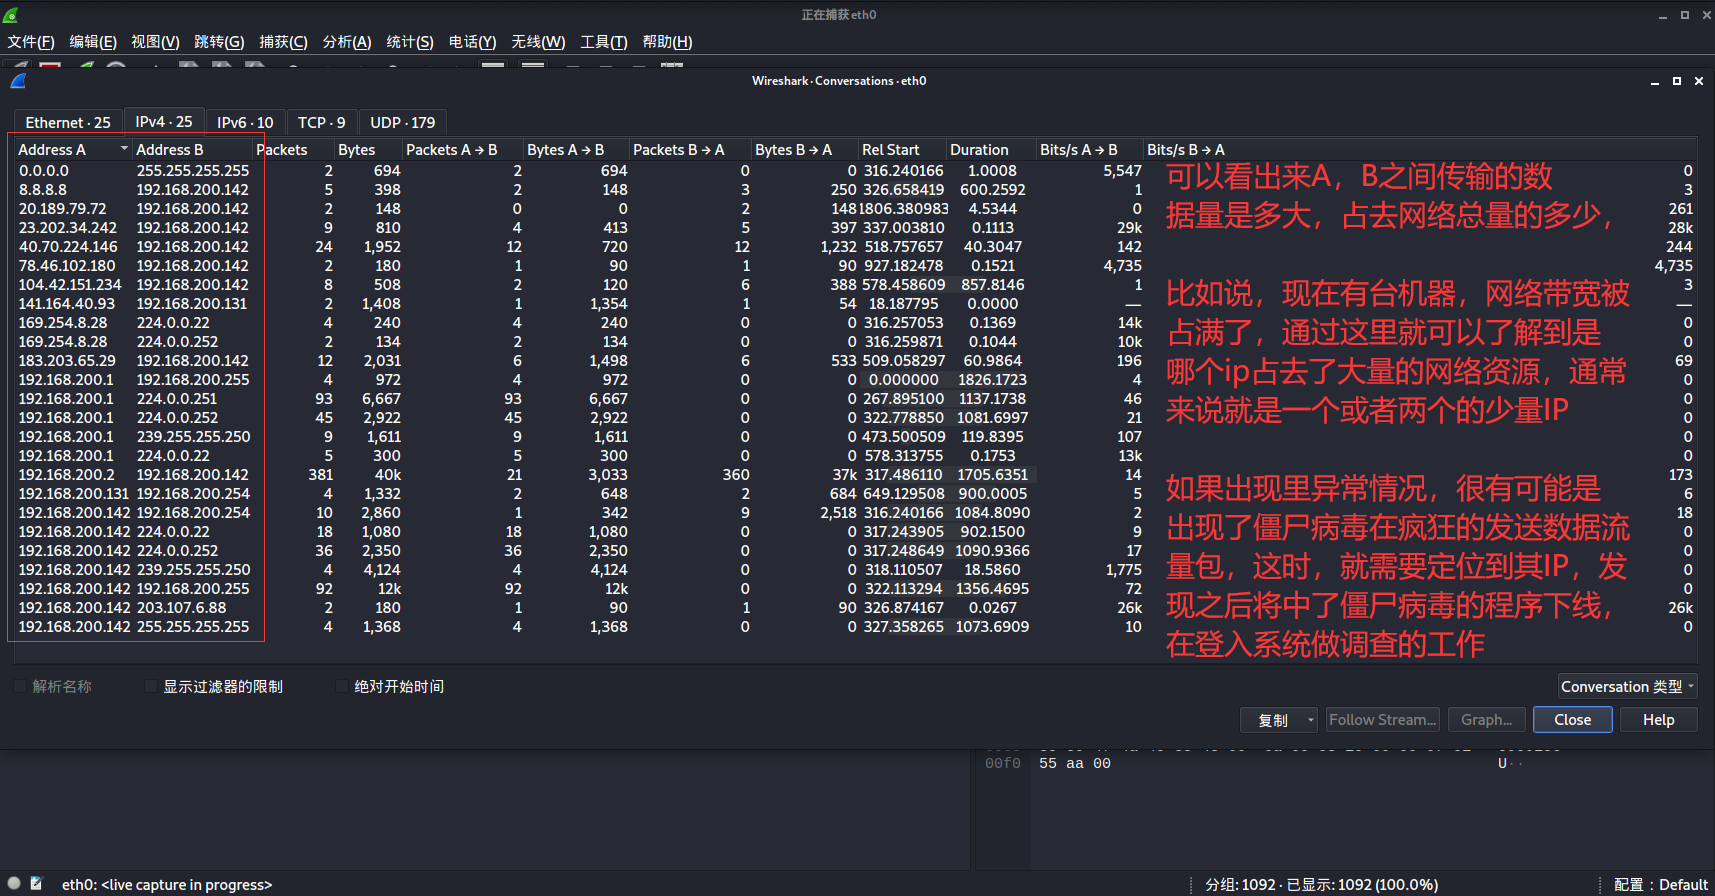 正在捕获 eth0
文件(F) 编辑(E) 视图(V) 跳转(G) 捕获(C) 分析(A) 统计(S) 电话(Y) 无线(W) 工具(T) 帮助(H)
Wireshark · Conversations · eth0
Ethernet · 25 IPv4 · 25 IPv6 · 10 TCP · 9 UDP · 179
Address A Address B Packets Bytes Packets A → B Bytes A → B Packets B → A Bytes B → A Rel Start Duration Bits/s A → B Bits/s B → A
0.0.0.0 255.255.255.255 2 694 2 694 0 0 316.240166 1.0008 5,547 0
8.8.8.8 192.168.200.142 5 398 2 148 3 250 326.658419 600.2592 1 3
20.189.79.72 192.168.200.142 2 148 0 0 2 148 1806.380983 4.5344 0 261
23.202.34.242 192.168.200.142 9 810 4 413 5 397 337.003810 0.1113 29k 28k
40.70.224.146 192.168.200.142 24 1,952 12 720 12 1,232 518.757657 40.3047 142 244
78.46.102.180 192.168.200.142 2 180 1 90 1 90 927.182478 0.1521 4,735 4,735
104.42.151.234 192.168.200.142 8 508 2 120 6 388 578.458609 857.8146 1 3
141.164.40.93 192.168.200.131 2 1,408 1 1,354 1 54 18.187795 0.0000 — —
169.254.8.28 224.0.0.22 4 240 4 240 0 0 316.257053 0.1369 14k 0
169.254.8.28 224.0.0.252 2 134 2 134 0 0 316.259871 0.1044 10k 0
183.203.65.29 192.168.200.142 12 2,031 6 1,498 6 533 509.058297 60.9864 196 69
192.168.200.1 192.168.200.255 4 972 4 972 0 0 0.000000 1826.1723 4 0
192.168.200.1 224.0.0.251 93 6,667 93 6,667 0 0 267.895100 1137.1738 46 0
192.168.200.1 224.0.0.252 45 2,922 45 2,922 0 0 322.778850 1081.6997 21 0
192.168.200.1 239.255.255.250 9 1,611 9 1,611 0 0 473.500509 119.8395 107 0
192.168.200.1 224.0.0.22 5 300 5 300 0 0 578.313755 0.1753 13k 0
192.168.200.2 192.168.200.142 381 40k 21 3,033 360 37k 317.486110 1705.6351 14 173
192.168.200.131 192.168.200.254 4 1,332 2 648 2 684 649.129508 900.0005 5 6
192.168.200.142 192.168.200.254 10 2,860 1 342 9 2,518 316.240166 1084.8090 2 18
192.168.200.142 224.0.0.22 18 1,080 18 1,080 0 0 317.243905 902.1500 9 0
192.168.200.142 224.0.0.252 36 2,350 36 2,350 0 0 317.248649 1090.9366 17 0
192.168.200.142 239.255.255.250 4 4,124 4 4,124 0 0 318.110507 18.5860 1,775 0
192.168.200.142 192.168.200.255 92 12k 92 12k 0 0 322.113294 1356.4695 72 0
192.168.200.142 203.107.6.88 2 180 1 90 1 90 326.874167 0.0267 26k 26k
192.168.200.142 255.255.255.255 4 1,368 4 1,368 0 0 327.358265 1073.6909 10 0
可以看出来A，B之间传输的数
据量是多大，占去网络总量的多少，
比如说，现在有台机器，网络带宽被
占满了，通过这里就可以了解到是
哪个ip占去了大量的网络资源，通常
来说就是一个或者两个的少量IP
如果出现里异常情况，很有可能是
出现了僵尸病毒在疯狂的发送数据流
量包，这时，就需要定位到其IP，发
现之后将中了僵尸病毒的程序下线，
在登入系统做调查的工作
解析名称 显示过滤器的限制 绝对开始时间
Conversation 类型
复制 Follow Stream... Graph... Close Help
00f0 55 aa 00 U··
eth0: <live capture in progress>
分组: 1092 · 已显示: 1092 (100.0%)
配置：Default